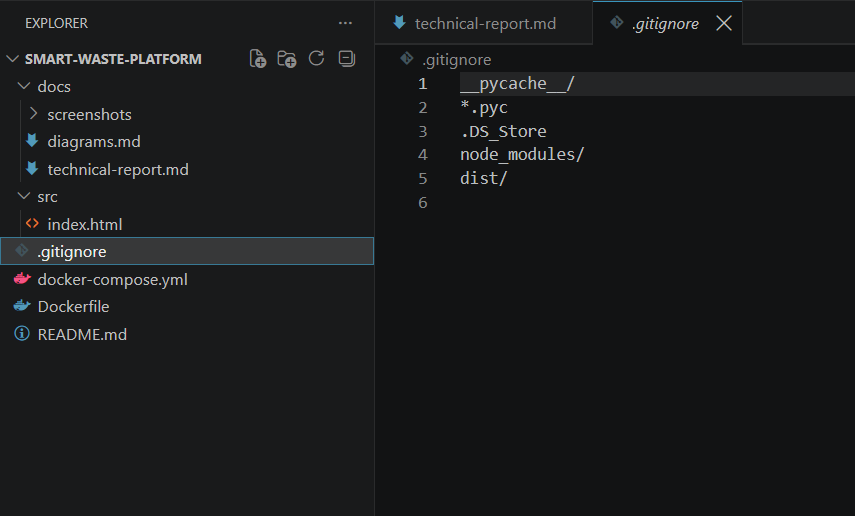 EXPLORER
SMART-WASTE-PLATFORM
docs
screenshots
diagrams.md
technical-report.md
src
index.html
.gitignore
docker-compose.yml
Dockerfile
README.md
technical-report.md
.gitignore
.gitignore
1 __pycache__/
2 *.pyc
3 .DS_Store
4 node_modules/
5 dist/
6